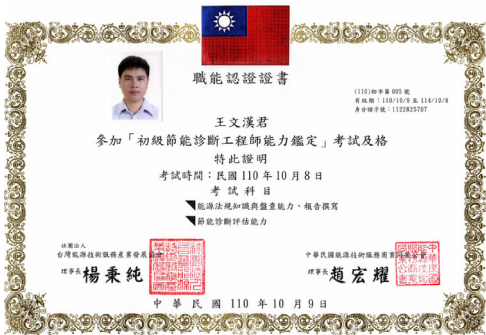 職能認證證書
(110)初字第 005 號
有效期：110/10/9 至 114/10/8
身分證字號：1122825707
王文漢君
參加「初級節能診斷工程師能力鑑定」考試及格
特此證明
考試時間：民國 110 年 10 月 8 日
考試科目
能源法規知識與盤查能力、報告撰寫
節能診斷評估能力
社團法人
台灣能源技術服務產業發展協會
理事長 楊秉純
中華民國能源技術服務商業同業公會
理事長 趙宏耀
中華民國 110 年 10 月 9 日